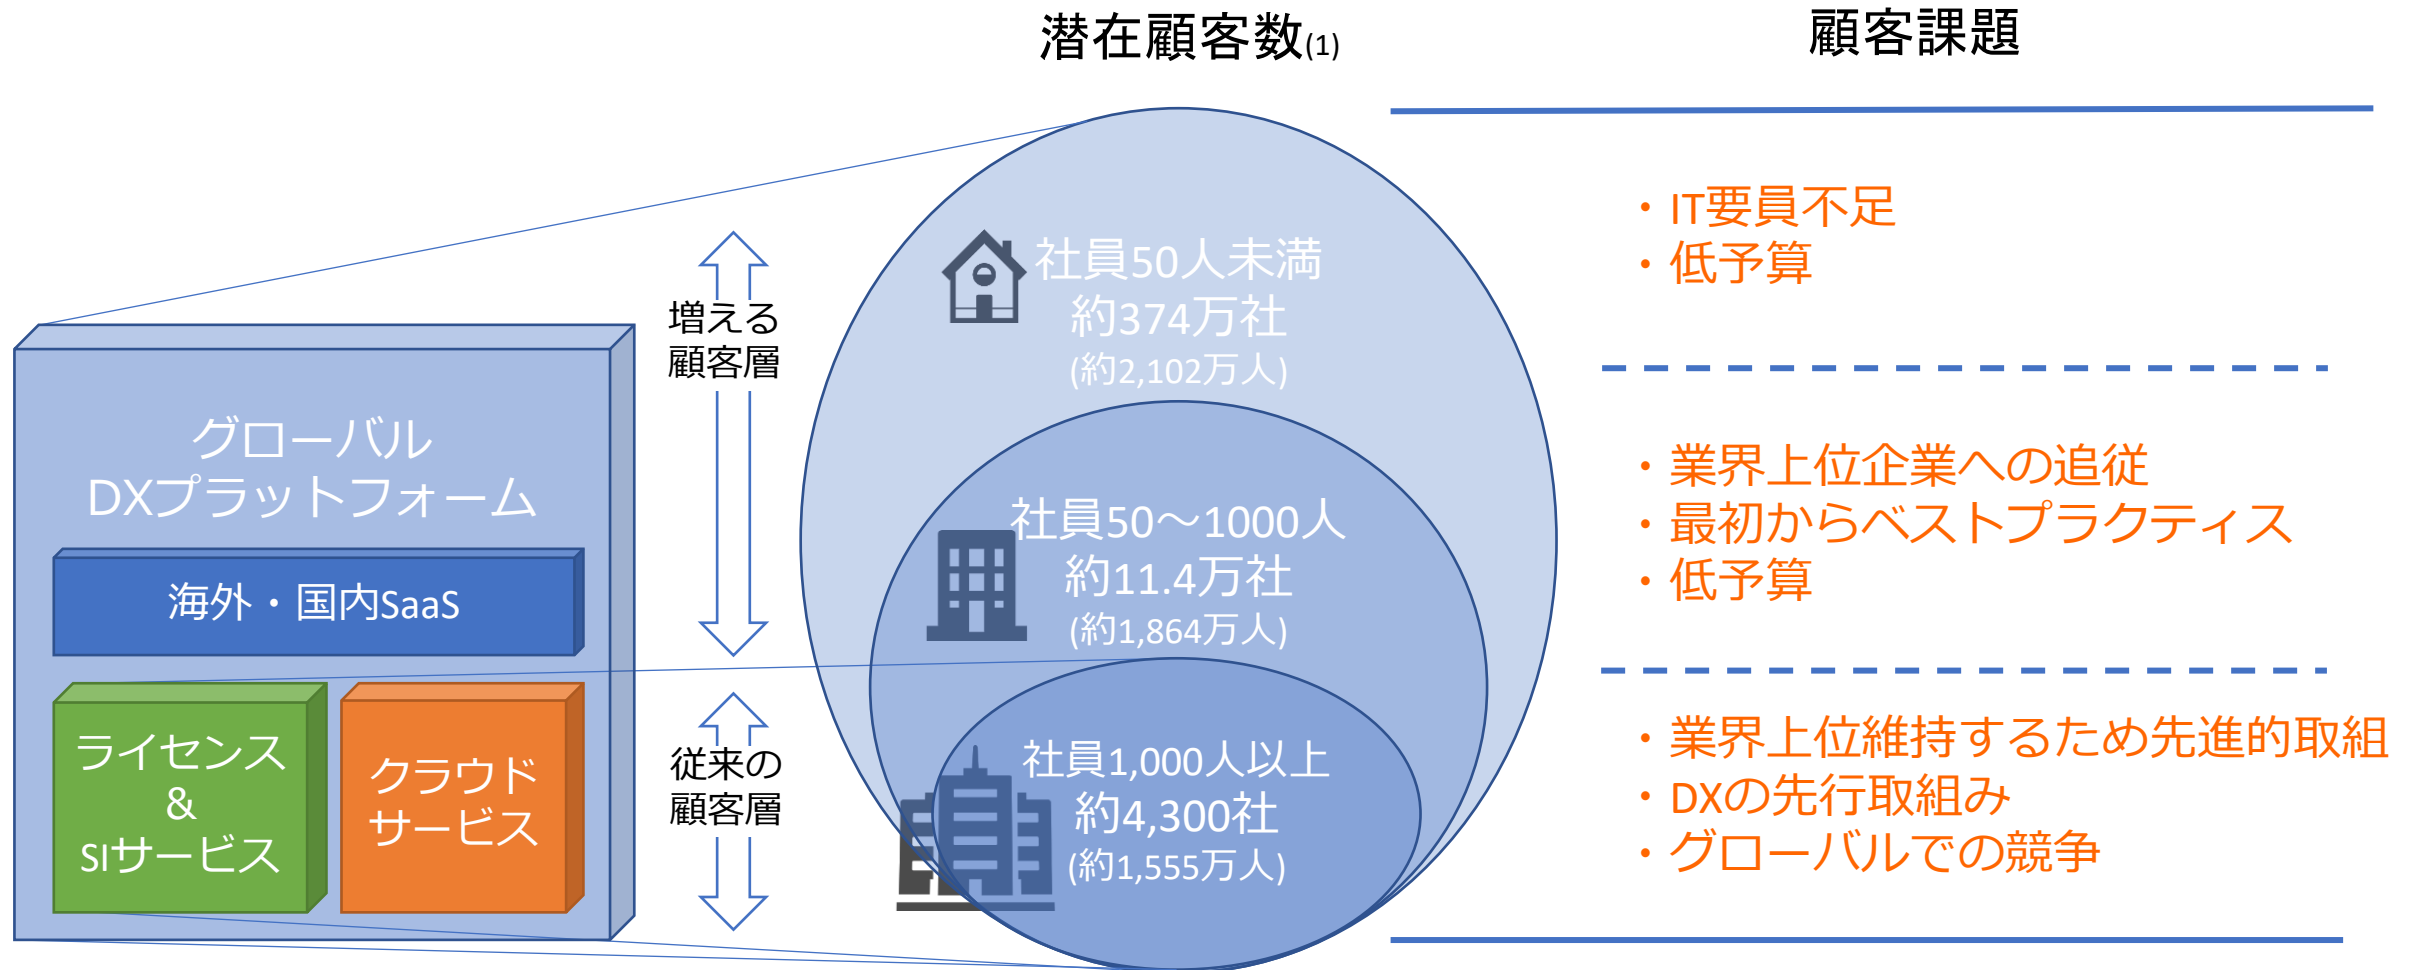 潜在顧客数(1)
顧客課題
グローバル
DXプラットフォーム
海外・国内SaaS
ライセンス
&
SIサービス
クラウド
サービス
増える
顧客層
従来の
顧客層
社員50人未満
約374万社
(約2,102万人)
社員50～1000人
約11.4万社
(約1,864万人)
社員1,000人以上
約4,300社
(約1,555万人)
・IT要員不足
・低予算
・業界上位企業への追従
・最初からベストプラクティス
・低予算
・業界上位維持するため先進的取組
・DXの先行取組み
・グローバルでの競争